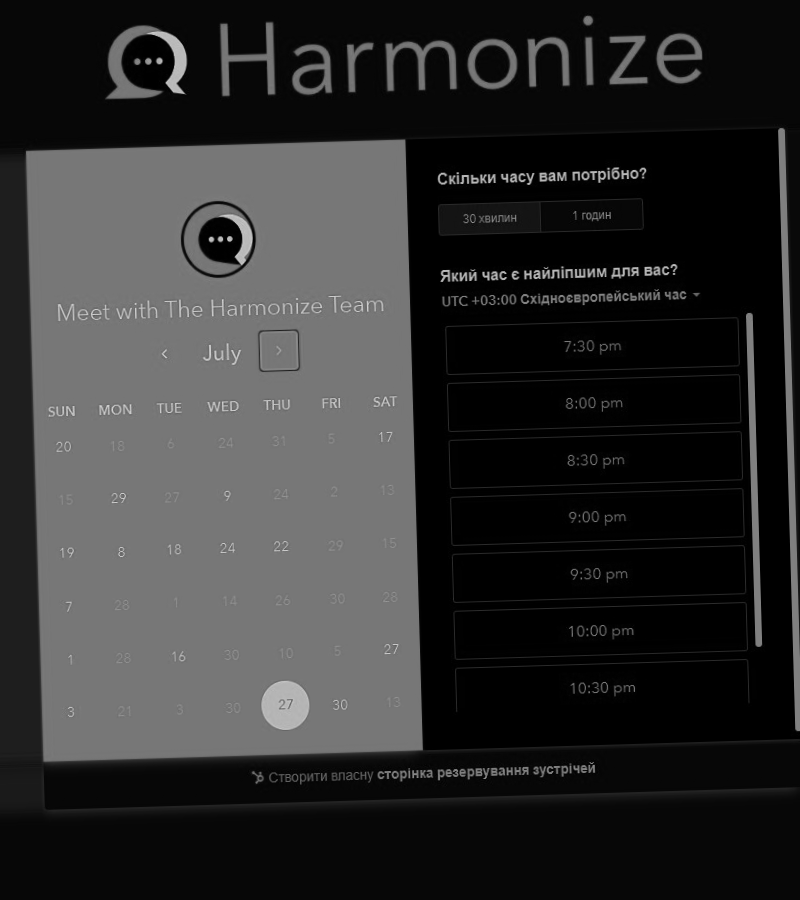 Harmonize
Meet with The Harmonize Team
July
SUN MON TUE WED THU FRI SAT
20 18 6 24 31 5 17
15 29 27 9 24 2 13
19 8 18 24 22 29 15
7 28 1 14 26 30 28
1 28 16 30 10 5 27
3 21 3 30 27 30 13
Скільки часу вам потрібно?
30 хвилин 1 годин
Який час є найліпшим для вас?
UTC +03:00 Східноєвропейський час
7:30 pm
8:00 pm
8:30 pm
9:00 pm
9:30 pm
10:00 pm
10:30 pm
Створити власну сторінка резервування зустрічей